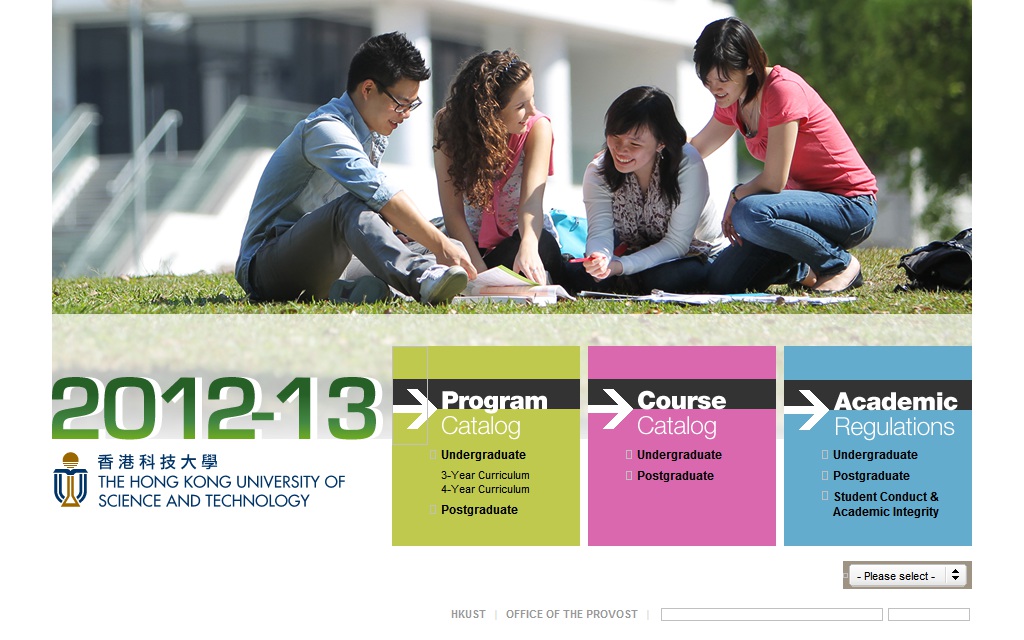 2012-13
香港科技大學
THE HONG KONG UNIVERSITY OF
SCIENCE AND TECHNOLOGY
Program
Catalog
Undergraduate
3-Year Curriculum
4-Year Curriculum
Postgraduate
Course
Catalog
Undergraduate
Postgraduate
Academic
Regulations
Undergraduate
Postgraduate
Student Conduct &
Academic Integrity
- Please select -
HKUST | OFFICE OF THE PROVOST |